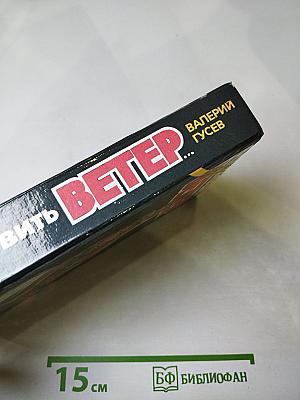 ВИТЬ ВЕТЕР...
ВАЛЕРИЙ
ГУСЕВ
15 см
БФ БИБЛИОФАН